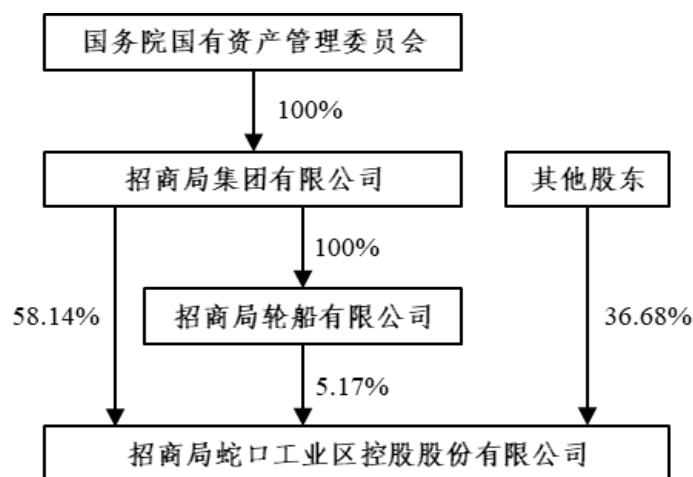 国务院国有资产管理委员会
100%
招商局集团有限公司
其他股东
100%
58.14%
招商局轮船有限公司
36.68%
5.17%
招商局蛇口工业区控股股份有限公司